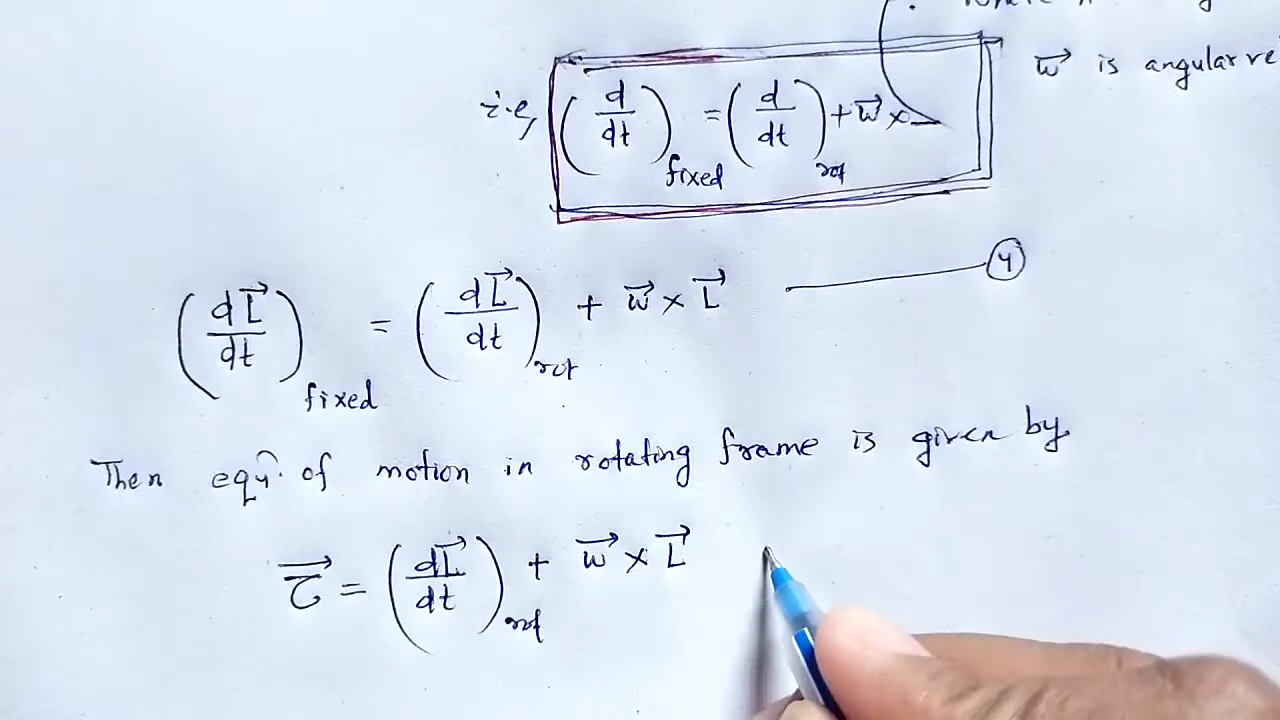 ω⃗ is angular ve
i.e, (d/dt)fixed = (d/dt)rot + ω⃗ ×
(dL⃗/dt)fixed = (dL⃗/dt)rot + ω⃗ × L⃗ ——— ④
Then eqn. of motion in rotating frame is given by
τ⃗ = (dL⃗/dt)rot + ω⃗ × L⃗